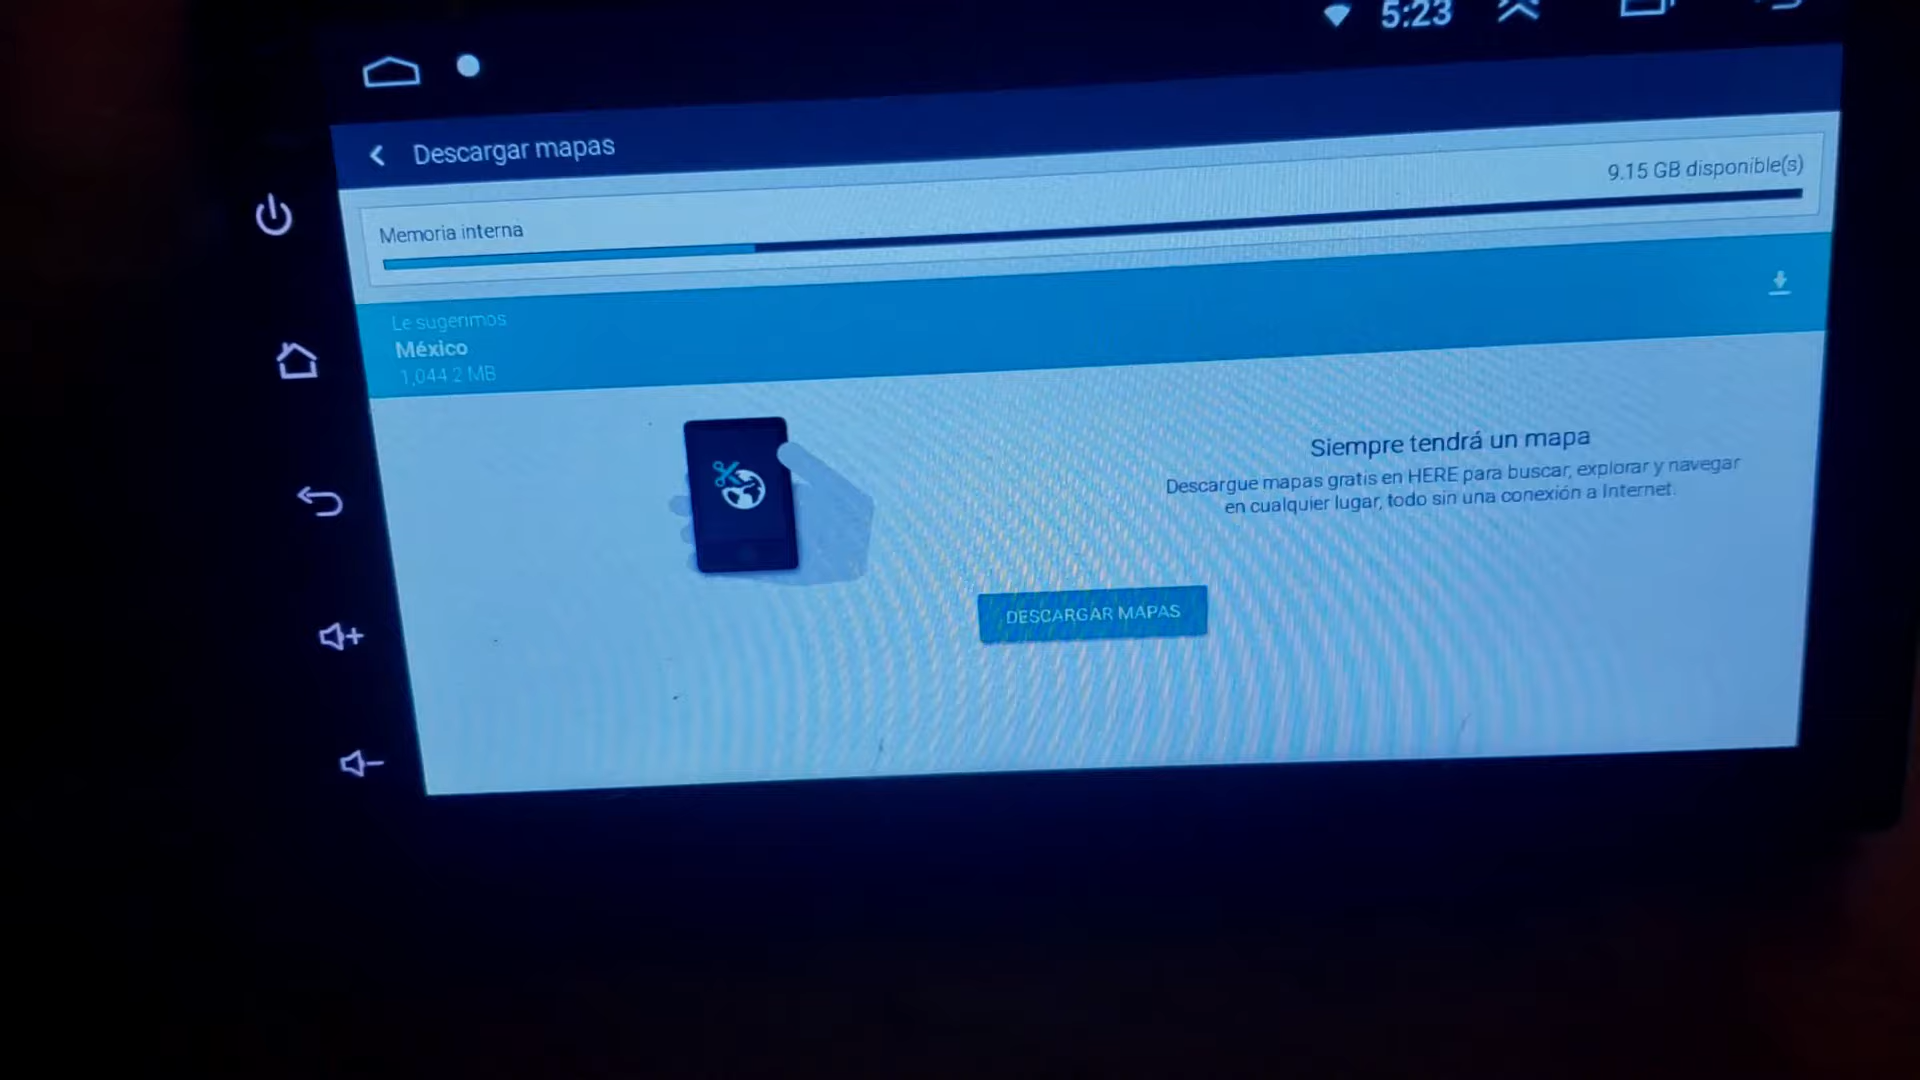 5:23
Descargar mapas
9.15 GB disponible(s)
Memoria interna
Le sugerimos
México
1,044.2 MB
Siempre tendrá un mapa
Descargue mapas gratis en HERE para buscar, explorar y navegar
en cualquier lugar, todo sin una conexión a Internet.
DESCARGAR MAPAS